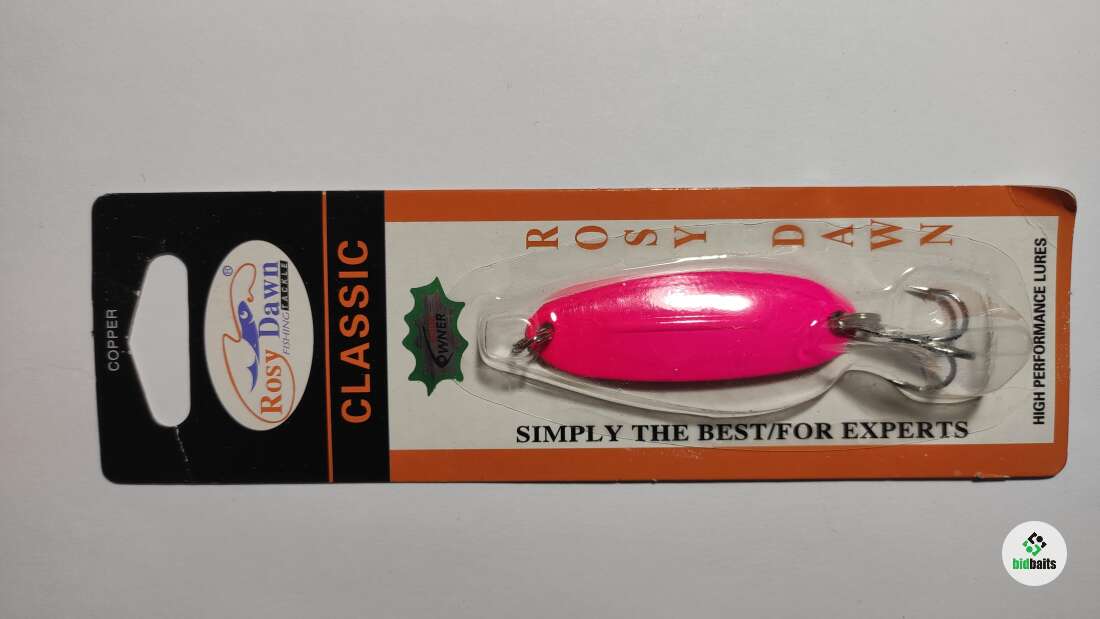 COPPER
Rosy Dawn®
FISHING TACKLE
CLASSIC
OWNER
ROSY DAWN
SIMPLY THE BEST/FOR EXPERTS
HIGH PERFORMANCE LURES
bidbaits